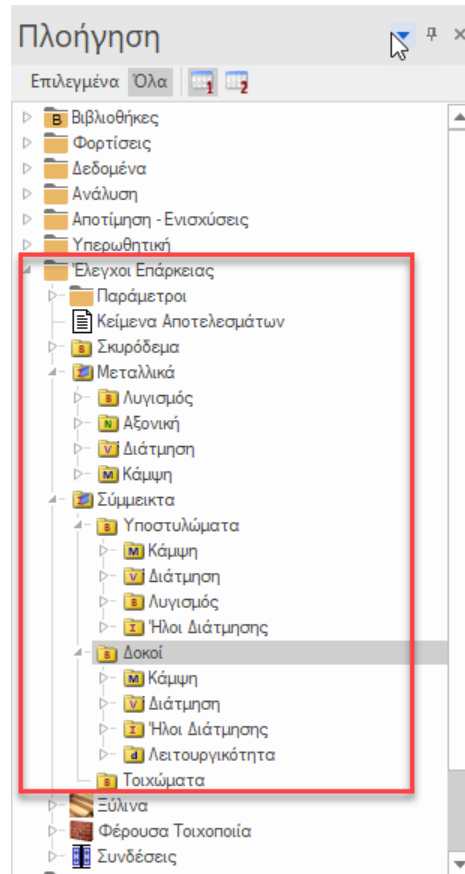 Πλοήγηση
Επιλεγμένα Όλα 1 2
B Βιβλιοθήκες
Φορτίσεις
Δεδομένα
Ανάλυση
Αποτίμηση - Ενισχύσεις
Υπερωθητική
Έλεγχοι Επάρκειας
Παράμετροι
Κείμενα Αποτελεσμάτων
B Σκυρόδεμα
Μεταλλικά
B Λυγισμός
N Αξονική
V Διάτμηση
M Κάμψη
Σύμμεικτα
B Υποστυλώματα
M Κάμψη
V Διάτμηση
B Λυγισμός
I Ήλοι Διάτμησης
B Δοκοί
M Κάμψη
V Διάτμηση
I Ήλοι Διάτμησης
d Λειτουργικότητα
B Τοιχώματα
Ξύλινα
Φέρουσα Τοιχοποιία
Συνδέσεις